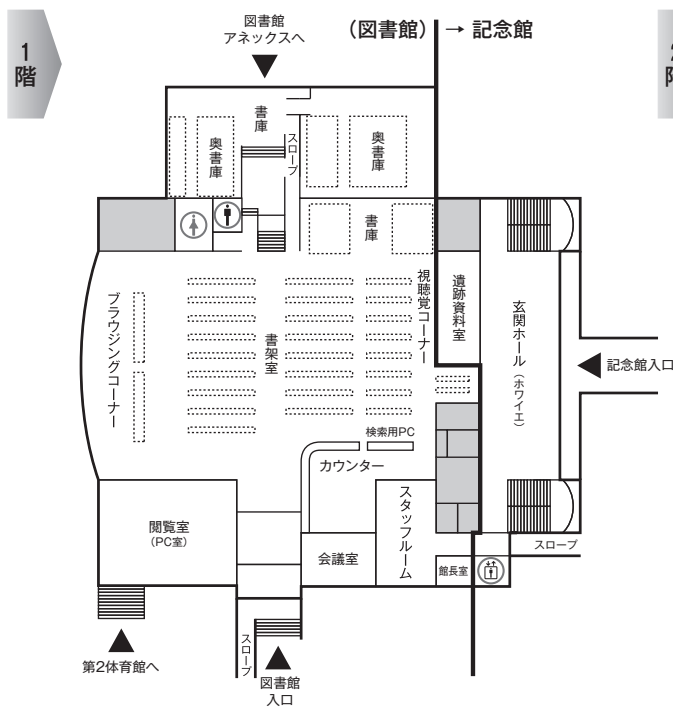 1
階
図書館
アネックスへ
(図書館) → 記念館
書庫
スロープ
奥書庫
奥書庫
書庫
視聴覚コーナー
遺跡資料室
玄関ホール(ホワイエ)
記念館入口
ブラウジングコーナー
書架室
検索用PC
カウンター
スタッフルーム
閲覧室
(PC室)
会議室
館長室
スロープ
第2体育館へ
スロープ
図書館
入口